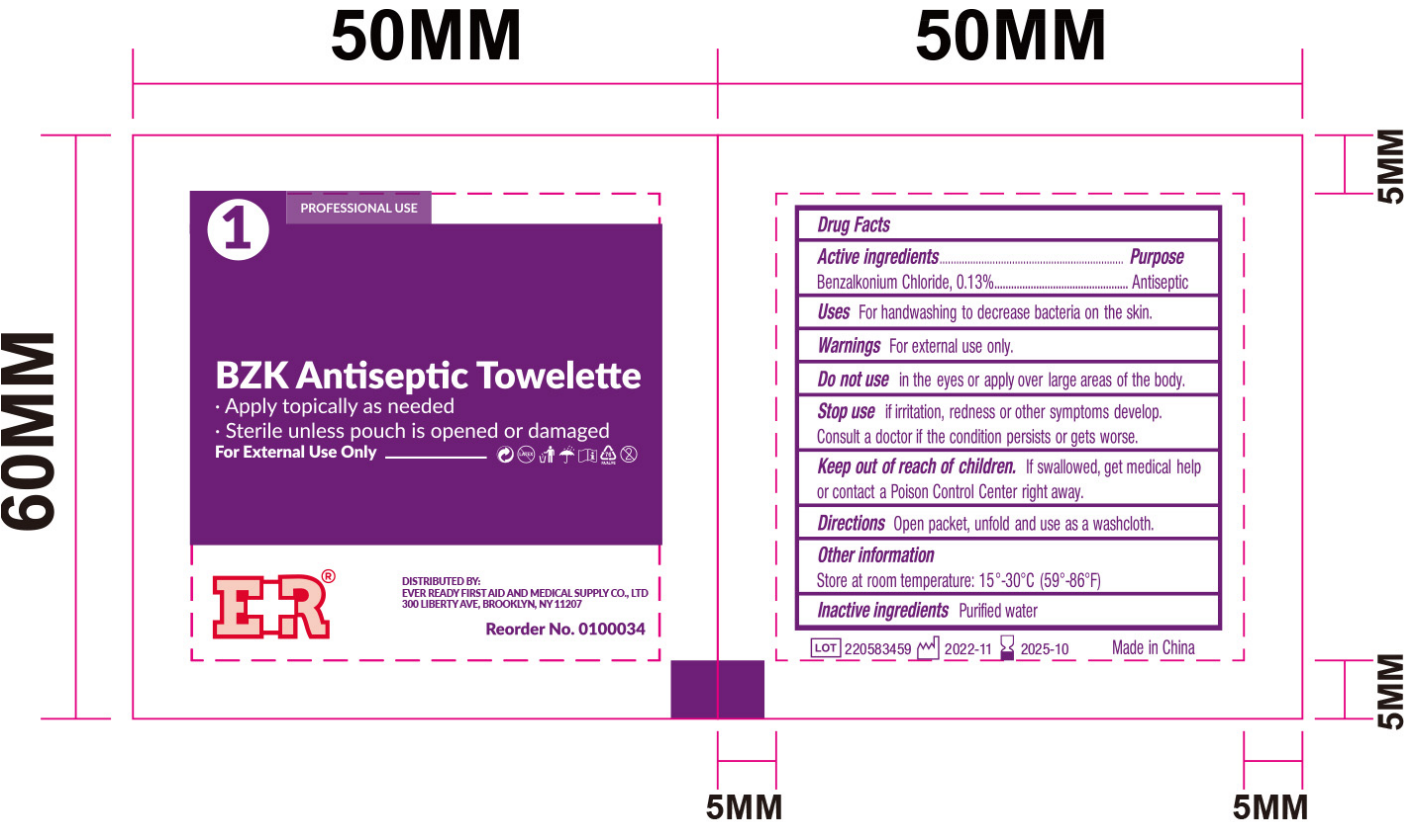 50MM
50MM
5MM
60MM
1
PROFESSIONAL USE
BZK Antiseptic Towelette
· Apply topically as needed
· Sterile unless pouch is opened or damaged
For External Use Only
E R ®
DISTRIBUTED BY:
EVER READY FIRST AID AND MEDICAL SUPPLY CO., LTD
300 LIBERTY AVE, BROOKLYN, NY 11207
Reorder No. 0100034
Drug Facts
Active ingredients.................................................................. Purpose
Benzalkonium Chloride, 0.13%................................................ Antiseptic
Uses For handwashing to decrease bacteria on the skin.
Warnings For external use only.
Do not use in the eyes or apply over large areas of the body.
Stop use if irritation, redness or other symptoms develop.
Consult a doctor if the condition persists or gets worse.
Keep out of reach of children. If swallowed, get medical help
or contact a Poison Control Center right away.
Directions Open packet, unfold and use as a washcloth.
Other information
Store at room temperature: 15°-30°C (59°-86°F)
Inactive ingredients Purified water
LOT 220583459 2022-11 2025-10 Made in China
5MM
5MM
5MM